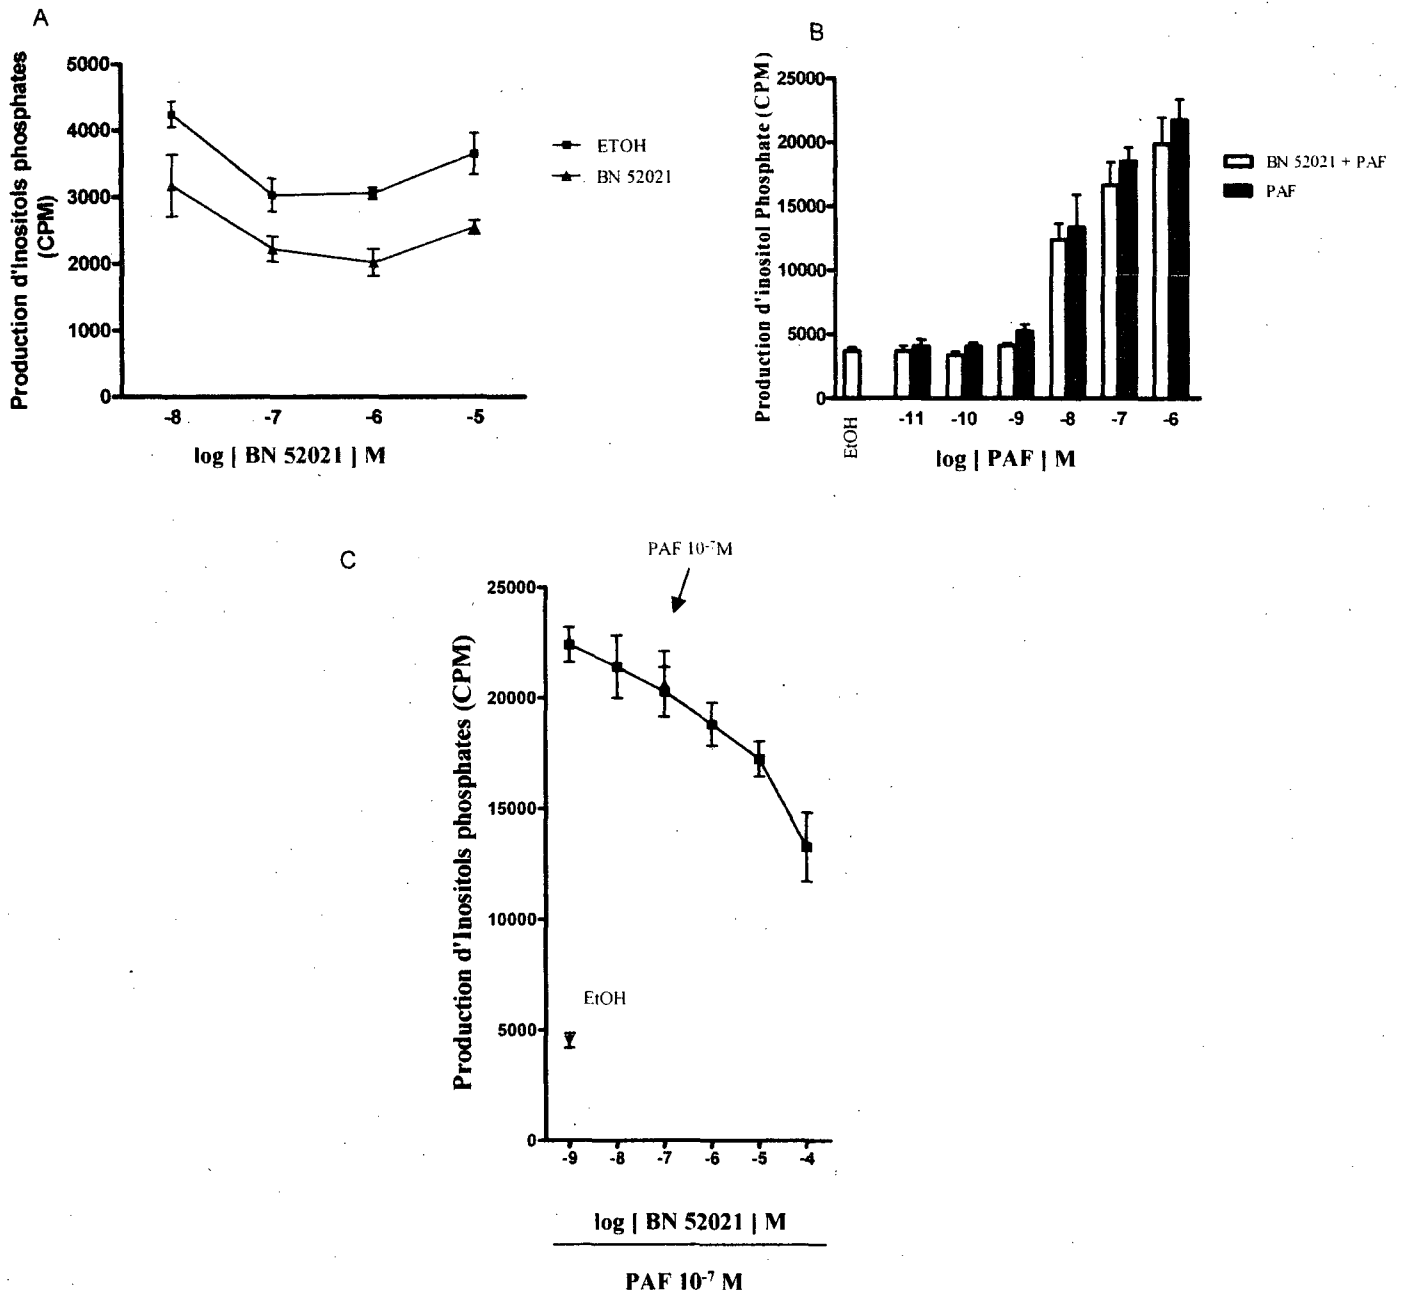 A
Production d'Inositols phosphates
(CPM)
5000
4000
3000
2000
1000
0
-8 -7 -6 -5
log [ BN 52021 ] M
ETOH
BN 52021
B
Production d'inositol Phosphate (CPM)
25000
20000
15000
10000
5000
0
EtOH
-11 -10 -9 -8 -7 -6
log [ PAF ] M
BN 52021 + PAF
PAF
C
PAF 10⁻⁷M
Production d'Inositols phosphates (CPM)
25000
20000
15000
10000
5000
0
EtOH
-9 -8 -7 -6 -5 -4
log [ BN 52021 ] M
PAF 10⁻⁷ M